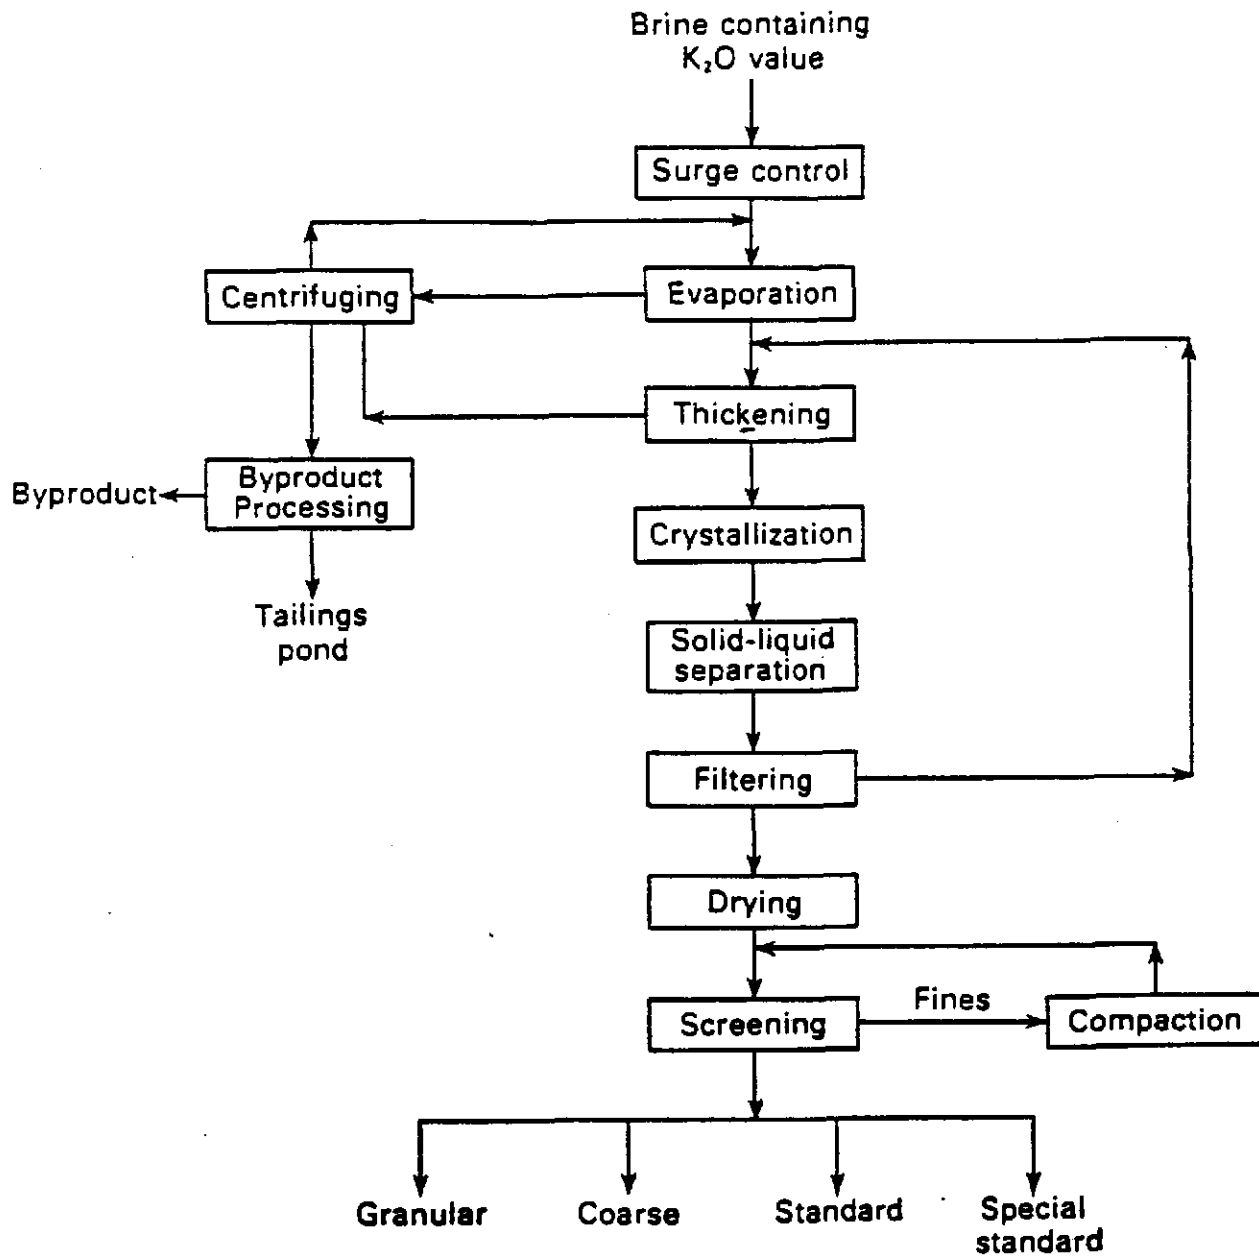 Brine containing
K₂O value
Surge control
Centrifuging
Evaporation
Thickening
Byproduct
Byproduct
Processing
Crystallization
Tailings
pond
Solid-liquid
separation
Filtering
Drying
Screening
Fines
Compaction
Granular
Coarse
Standard
Special
standard